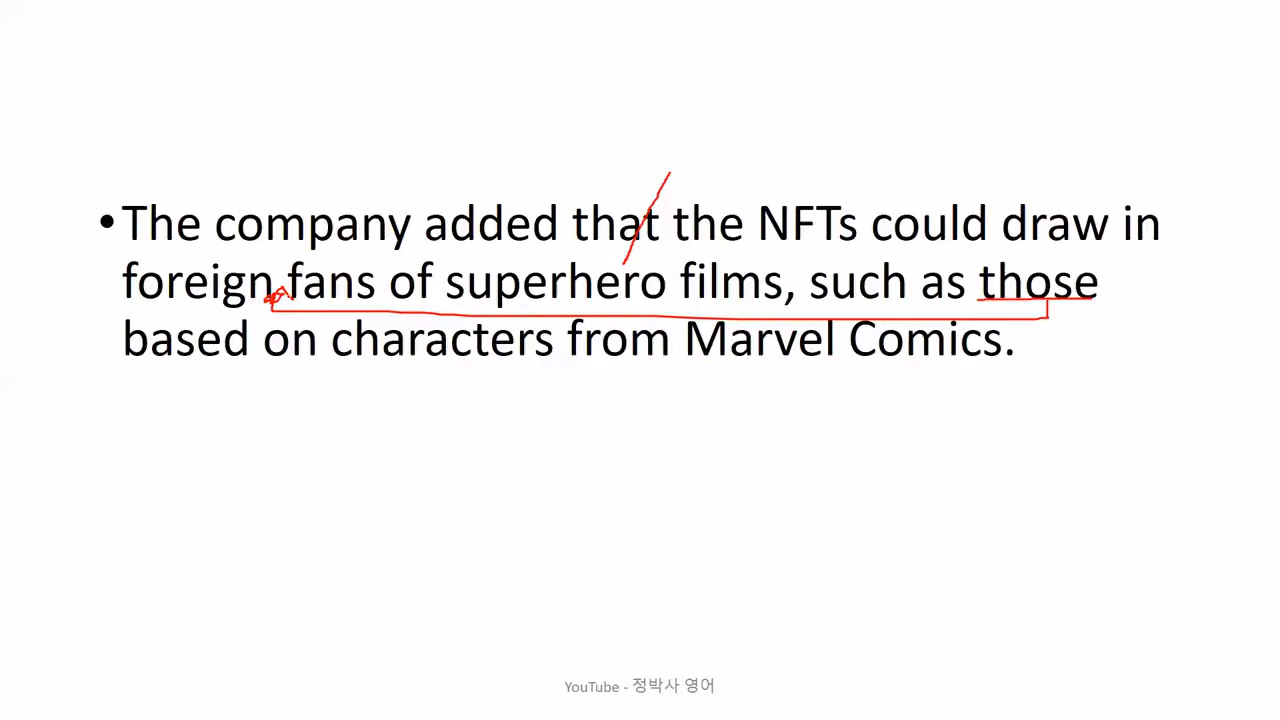 •The company added that the NFTs could draw in
foreign fans of superhero films, such as those
based on characters from Marvel Comics.
YouTube - 정박사 영어